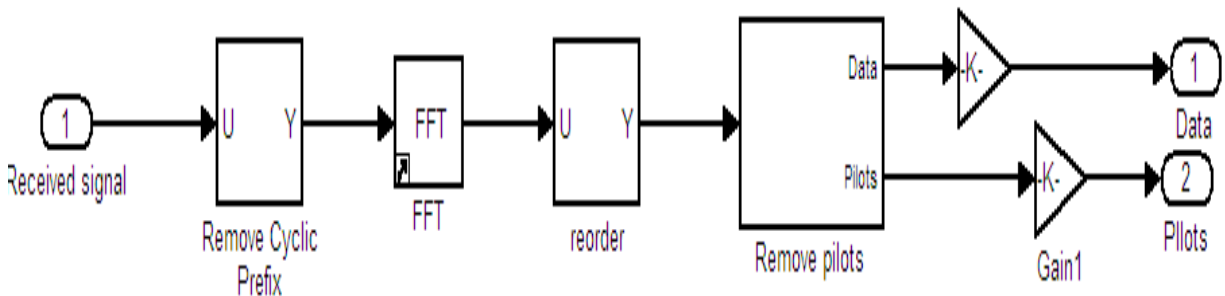 1
Received signal
U Y
Remove Cyclic
Prefix
FFT
FFT
U Y
reorder
Data
Pilots
Remove pilots
-K-
-K-
Gain1
1
Data
2
PIlots